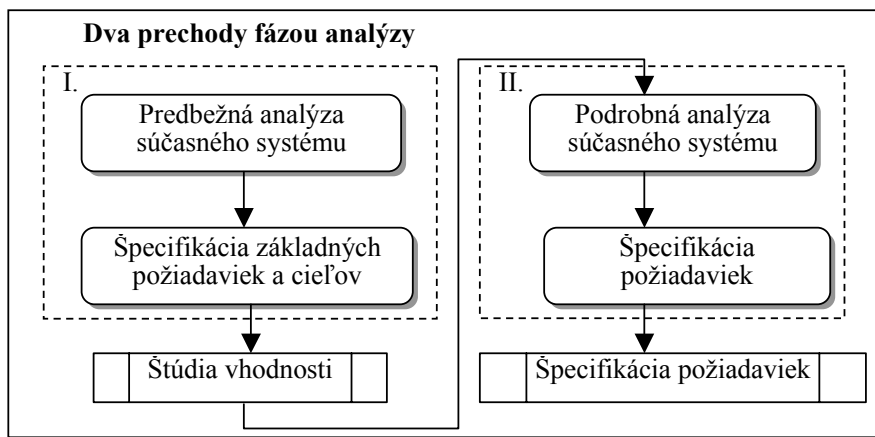 Dva prechody fázou analýzy
I.
Predbežná analýza
súčasného systému
Špecifikácia základných
požiadaviek a cieľov
Štúdia vhodnosti
II.
Podrobná analýza
súčasného systému
Špecifikácia
požiadaviek
Špecifikácia požiadaviek